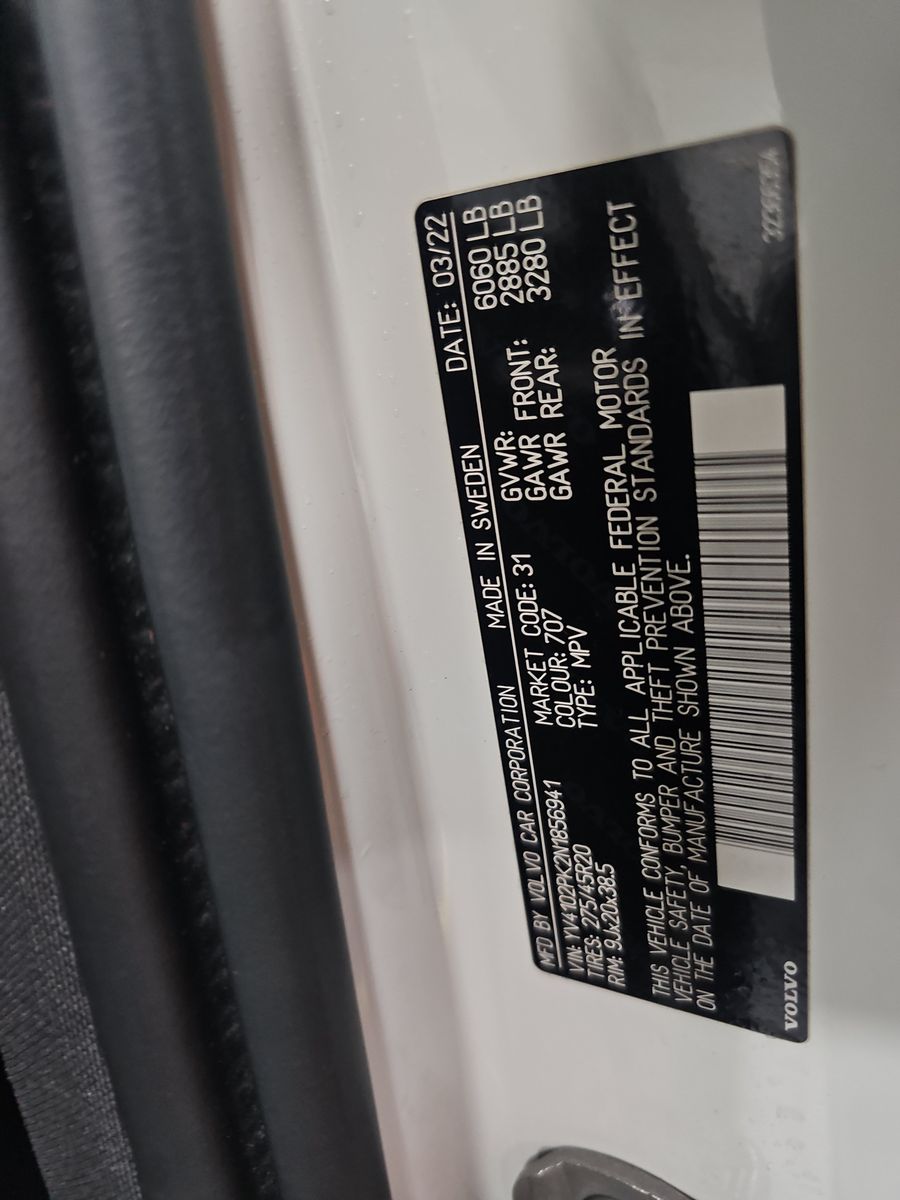 MFD BY VOLVO CAR CORPORATION MADE IN SWEDEN DATE: 03/22
VIN: YV4102PK2N1856941 MARKET CODE: 31 GVWR: 6060 LB
TIRES: 275/45R20 COLOUR: 707 GAWR FRONT: 2885 LB
RIM: 9Jx20x38.5 TYPE: MPV GAWR REAR: 3280 LB
THIS VEHICLE CONFORMS TO ALL APPLICABLE FEDERAL MOTOR
VEHICLE SAFETY, BUMPER AND THEFT PREVENTION STANDARDS IN EFFECT
ON THE DATE OF MANUFACTURE SHOWN ABOVE.
VOLVO